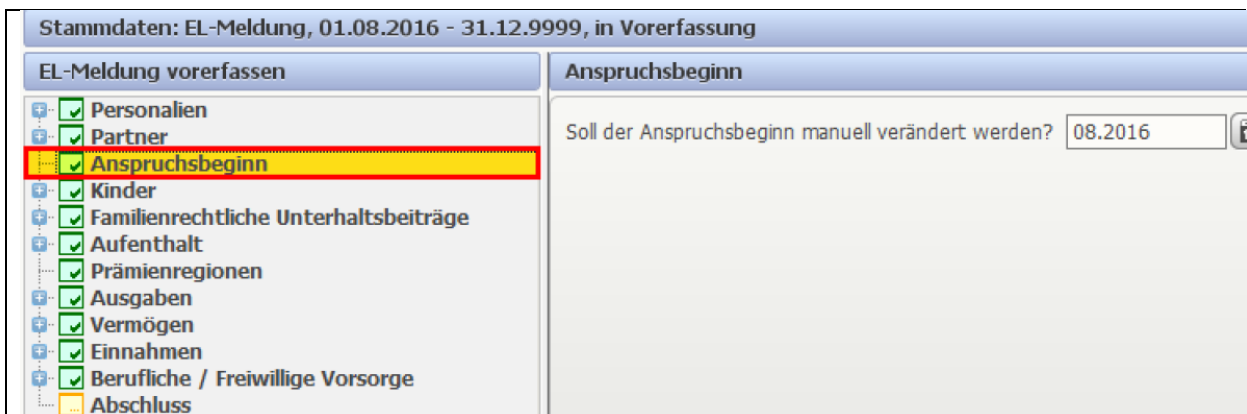 Stammdaten: EL-Meldung, 01.08.2016 - 31.12.9999, in Vorerfassung
EL-Meldung vorerfassen
Personalien
Partner
Anspruchsbeginn
Kinder
Familienrechtliche Unterhaltsbeiträge
Aufenthalt
Prämienregionen
Ausgaben
Vermögen
Einnahmen
Berufliche / Freiwillige Vorsorge
Abschluss
Anspruchsbeginn
Soll der Anspruchsbeginn manuell verändert werden? 08.2016